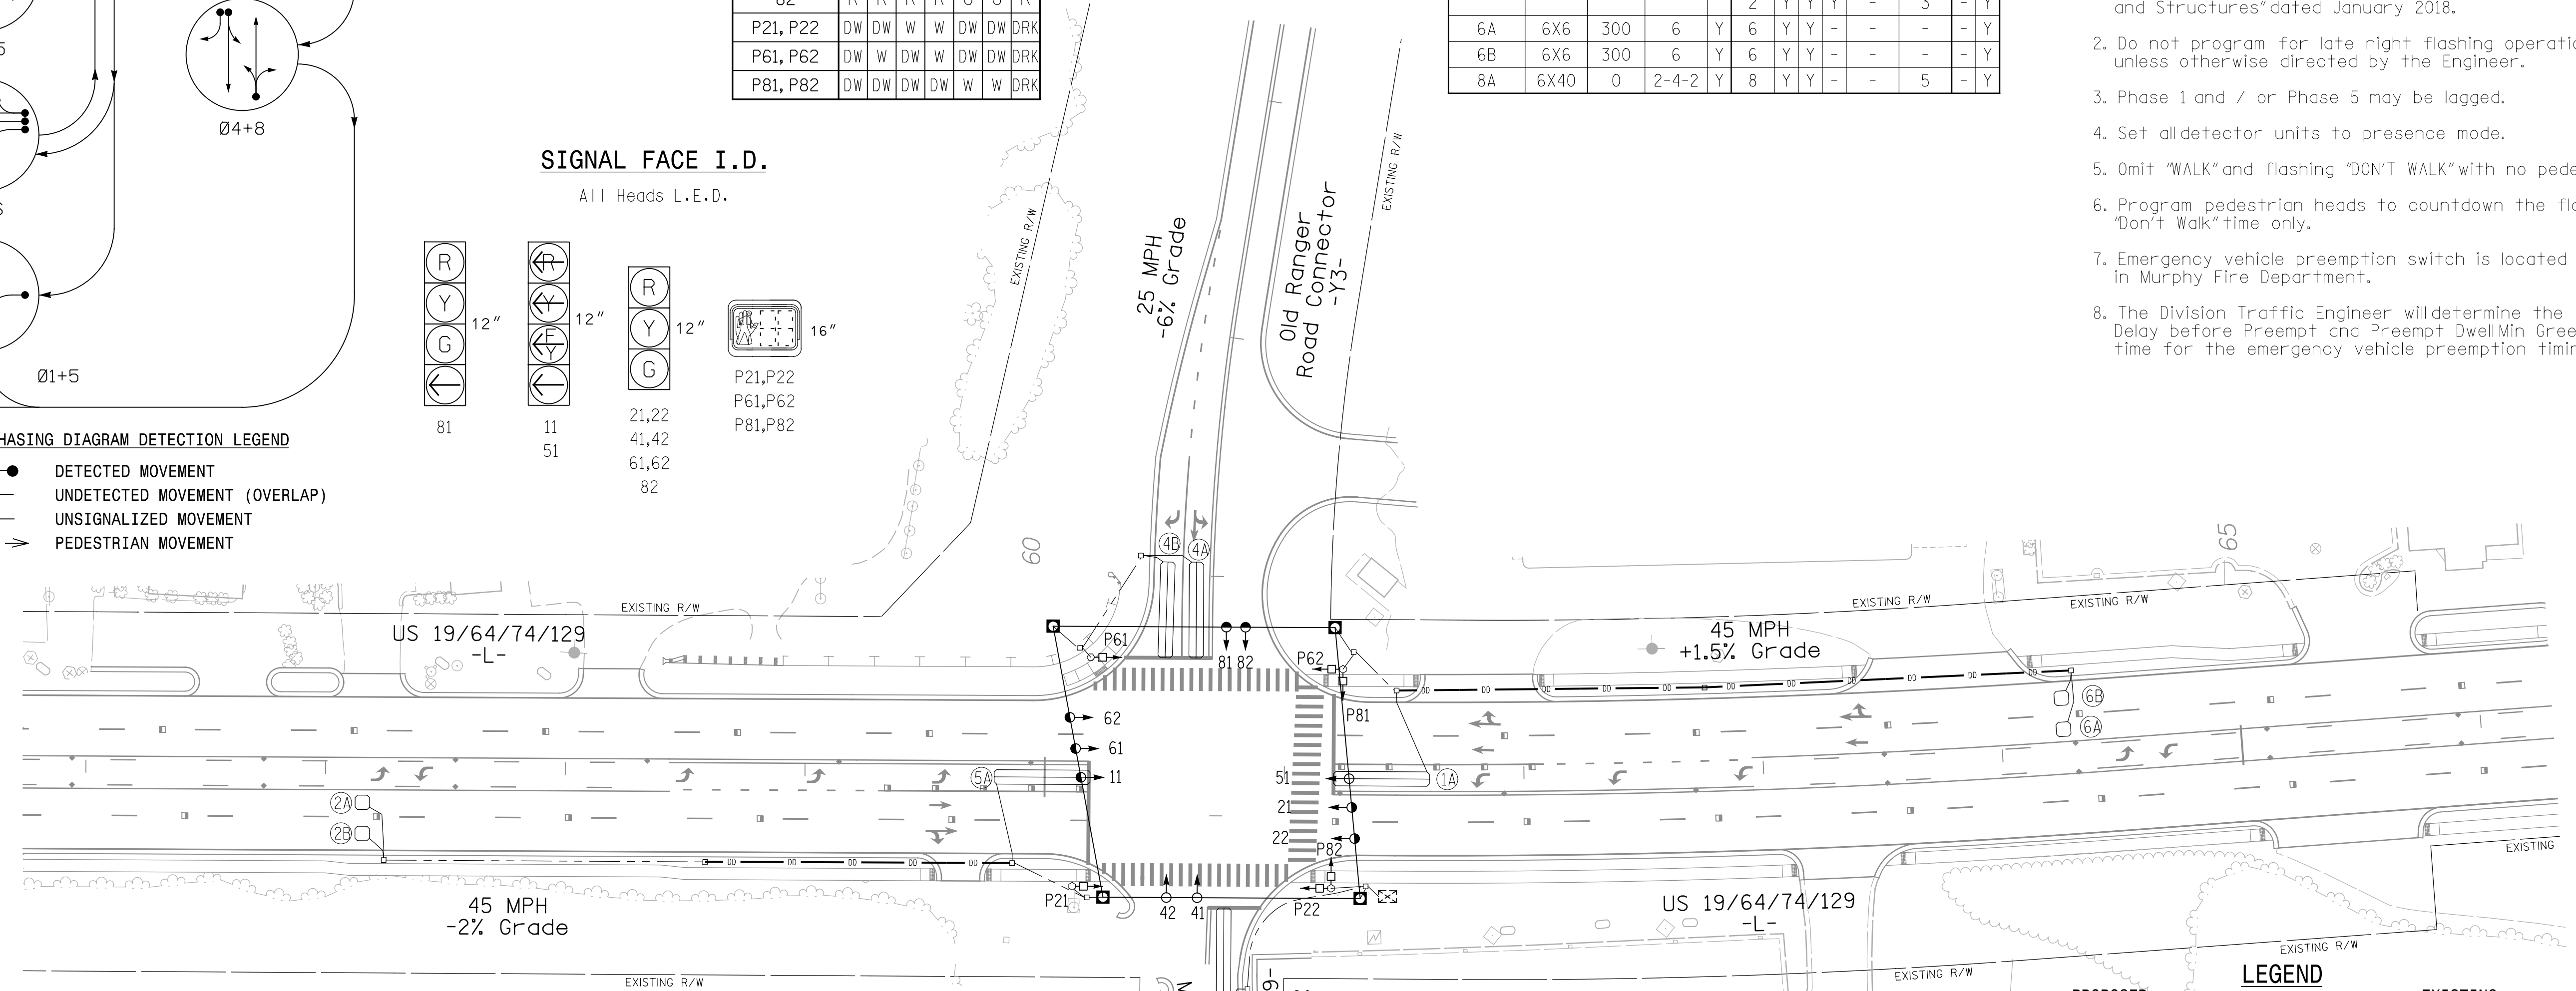 Ø4+8
Ø1+5
HASING DIAGRAM DETECTION LEGEND
DETECTED MOVEMENT
UNDETECTED MOVEMENT (OVERLAP)
UNSIGNALIZED MOVEMENT
PEDESTRIAN MOVEMENT
P21, P22 DW DW W W DW DW DRK
P61, P62 DW W DW W DW DW DRK
P81, P82 DW DW DW DW W W DRK
SIGNAL FACE I.D.
All Heads L.E.D.
R Y G 12"
81
R Y F Y 12"
11
51
R Y G 12"
21,22
41,42
61,62
82
16"
P21,P22
P61,P62
P81,P82
2 Y Y Y - 3 - Y
6A 6X6 300 6 Y 6 Y Y - - - - Y
6B 6X6 300 6 Y 6 Y Y - - - - Y
8A 6X40 0 2-4-2 Y 8 Y Y - - 5 - Y
and Structures" dated January 2018.
2. Do not program for late night flashing operati
unless otherwise directed by the Engineer.
3. Phase 1 and / or Phase 5 may be lagged.
4. Set all detector units to presence mode.
5. Omit "WALK" and flashing "DON'T WALK" with no pede
6. Program pedestrian heads to countdown the fl
"Don't Walk" time only.
7. Emergency vehicle preemption switch is located
in Murphy Fire Department.
8. The Division Traffic Engineer will determine the
Delay before Preempt and Preempt Dwell Min Gree
time for the emergency vehicle preemption timin
EXISTING R/W
25 MPH
-6% Grade
Old Ranger
Road Connector
-Y3-
EXISTING R/W
60
65
4B
4A
EXISTING R/W
EXISTING R/W
EXISTING R/W
US 19/64/74/129
-L-
45 MPH
+1.5% Grade
P61
81 82
P62
P81
62
61
11
5A
51
1A
21
22
P82
6B
6A
2A
2B
P21
42 41
P22
45 MPH
-2% Grade
US 19/64/74/129
-L-
EXISTING
EXISTING R/W
EXISTING R/W
EXISTING R/W
LEGEND